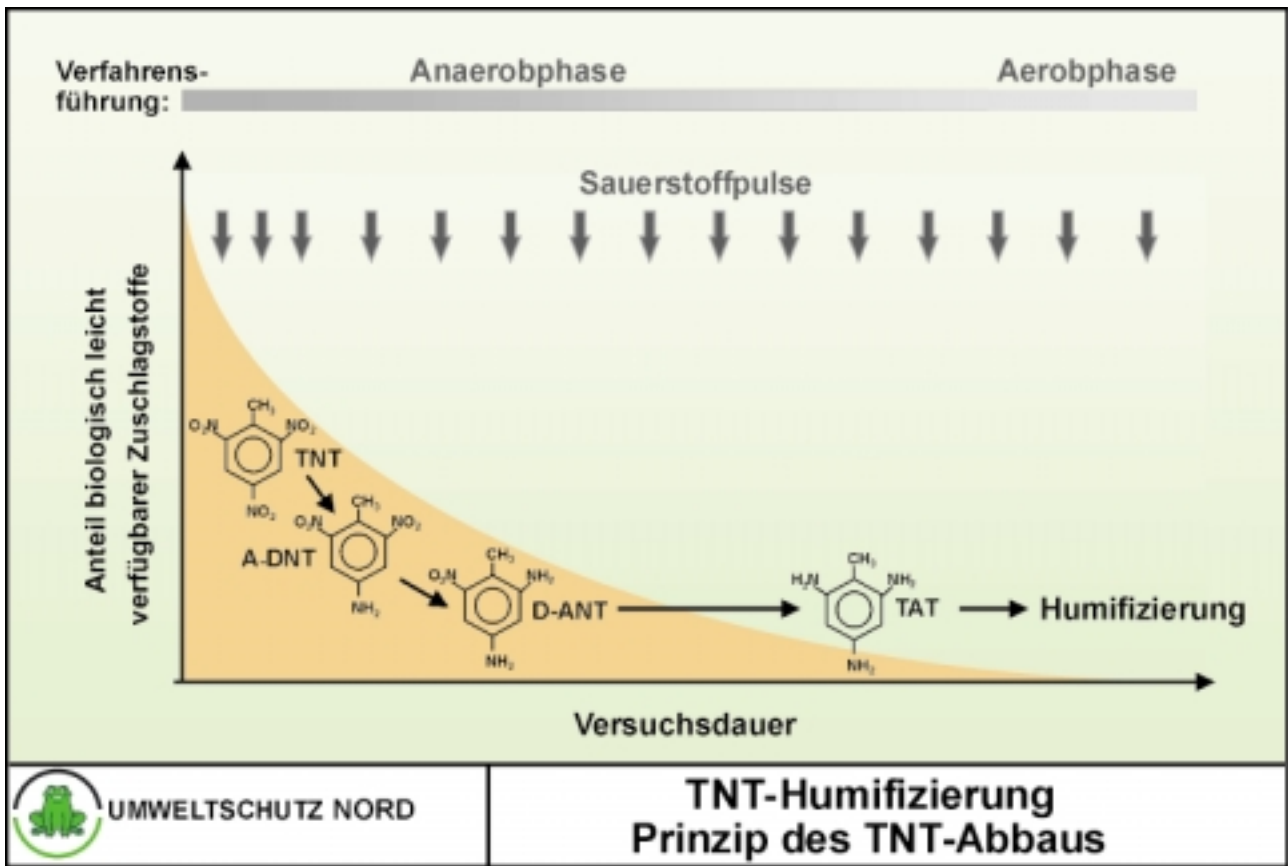 Verfahrens-
führung:
Anaerobphase
Aerobphase
Sauerstoffpulse
Anteil biologisch leicht
verfügbarer Zuschlagstoffe
CH₃
O₂N
NO₂
TNT
NO₂
CH₃
O₂N
NO₂
A-DNT
NH₂
CH₃
O₂N
NH₂
D-ANT
NH₂
CH₃
H₂N
NH₂
TAT
NH₂
Humifizierung
Versuchsdauer
UMWELTSCHUTZ NORD
TNT-Humifizierung
Prinzip des TNT-Abbaus